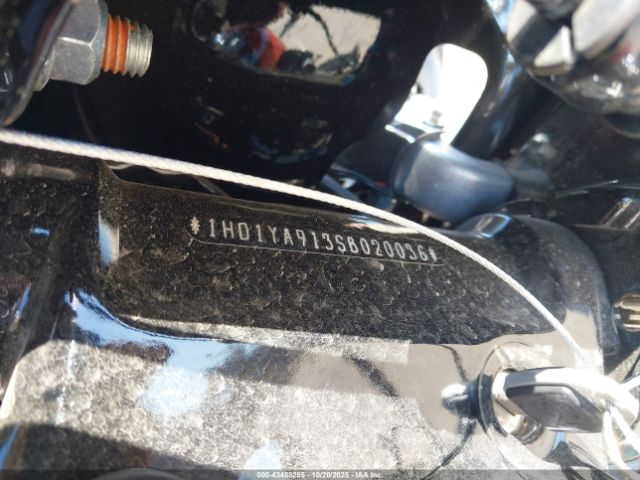 *1HD1YA913SB020036*
000-43488285 | 10/20/2025 | IAA, Inc.